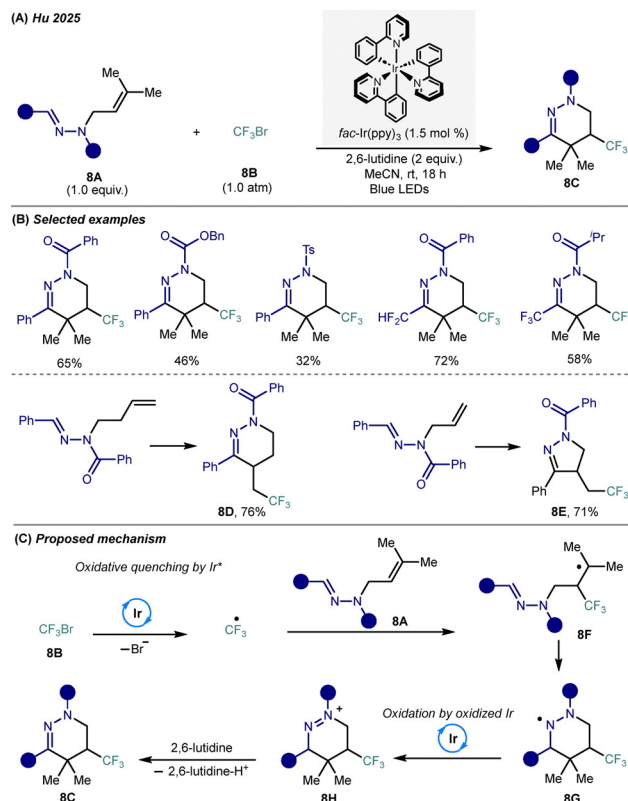 (A) Hu 2025
Me
Me
N
N
8A
(1.0 equiv.)
+
CF3Br
8B
(1.0 atm)
N
N
N
Ir
fac-Ir(ppy)3 (1.5 mol %)
2,6-lutidine (2 equiv.)
MeCN, rt, 18 h
Blue LEDs
N
N
CF3
Me Me
8C
(B) Selected examples
O Ph
N
N
Ph
CF3
Me Me
65%
O OBn
N
N
Ph
CF3
Me Me
46%
Ts
N
N
Ph
CF3
Me Me
32%
O Ph
N
N
HF2C
CF3
Me Me
72%
O iPr
N
N
F3C
CF
Me Me
58%
Ph
N
N
O
Ph
O Ph
N
N
Ph
CF3
8D, 76%
Ph
N
N
O
Ph
O Ph
N
N
Ph
CF3
8E, 71%
(C) Proposed mechanism
Oxidative quenching by Ir*
CF3Br
8B
Ir
–Br–
•
CF3
Me
Me
N
N
8A
Me
• Me
CF3
N
N
8F
• N
N
CF3
Me Me
8G
Oxidation by oxidized Ir
Ir
N +
N
CF3
Me Me
8H
2,6-lutidine
– 2,6-lutidine-H+
N
N
CF3
Me Me
8C